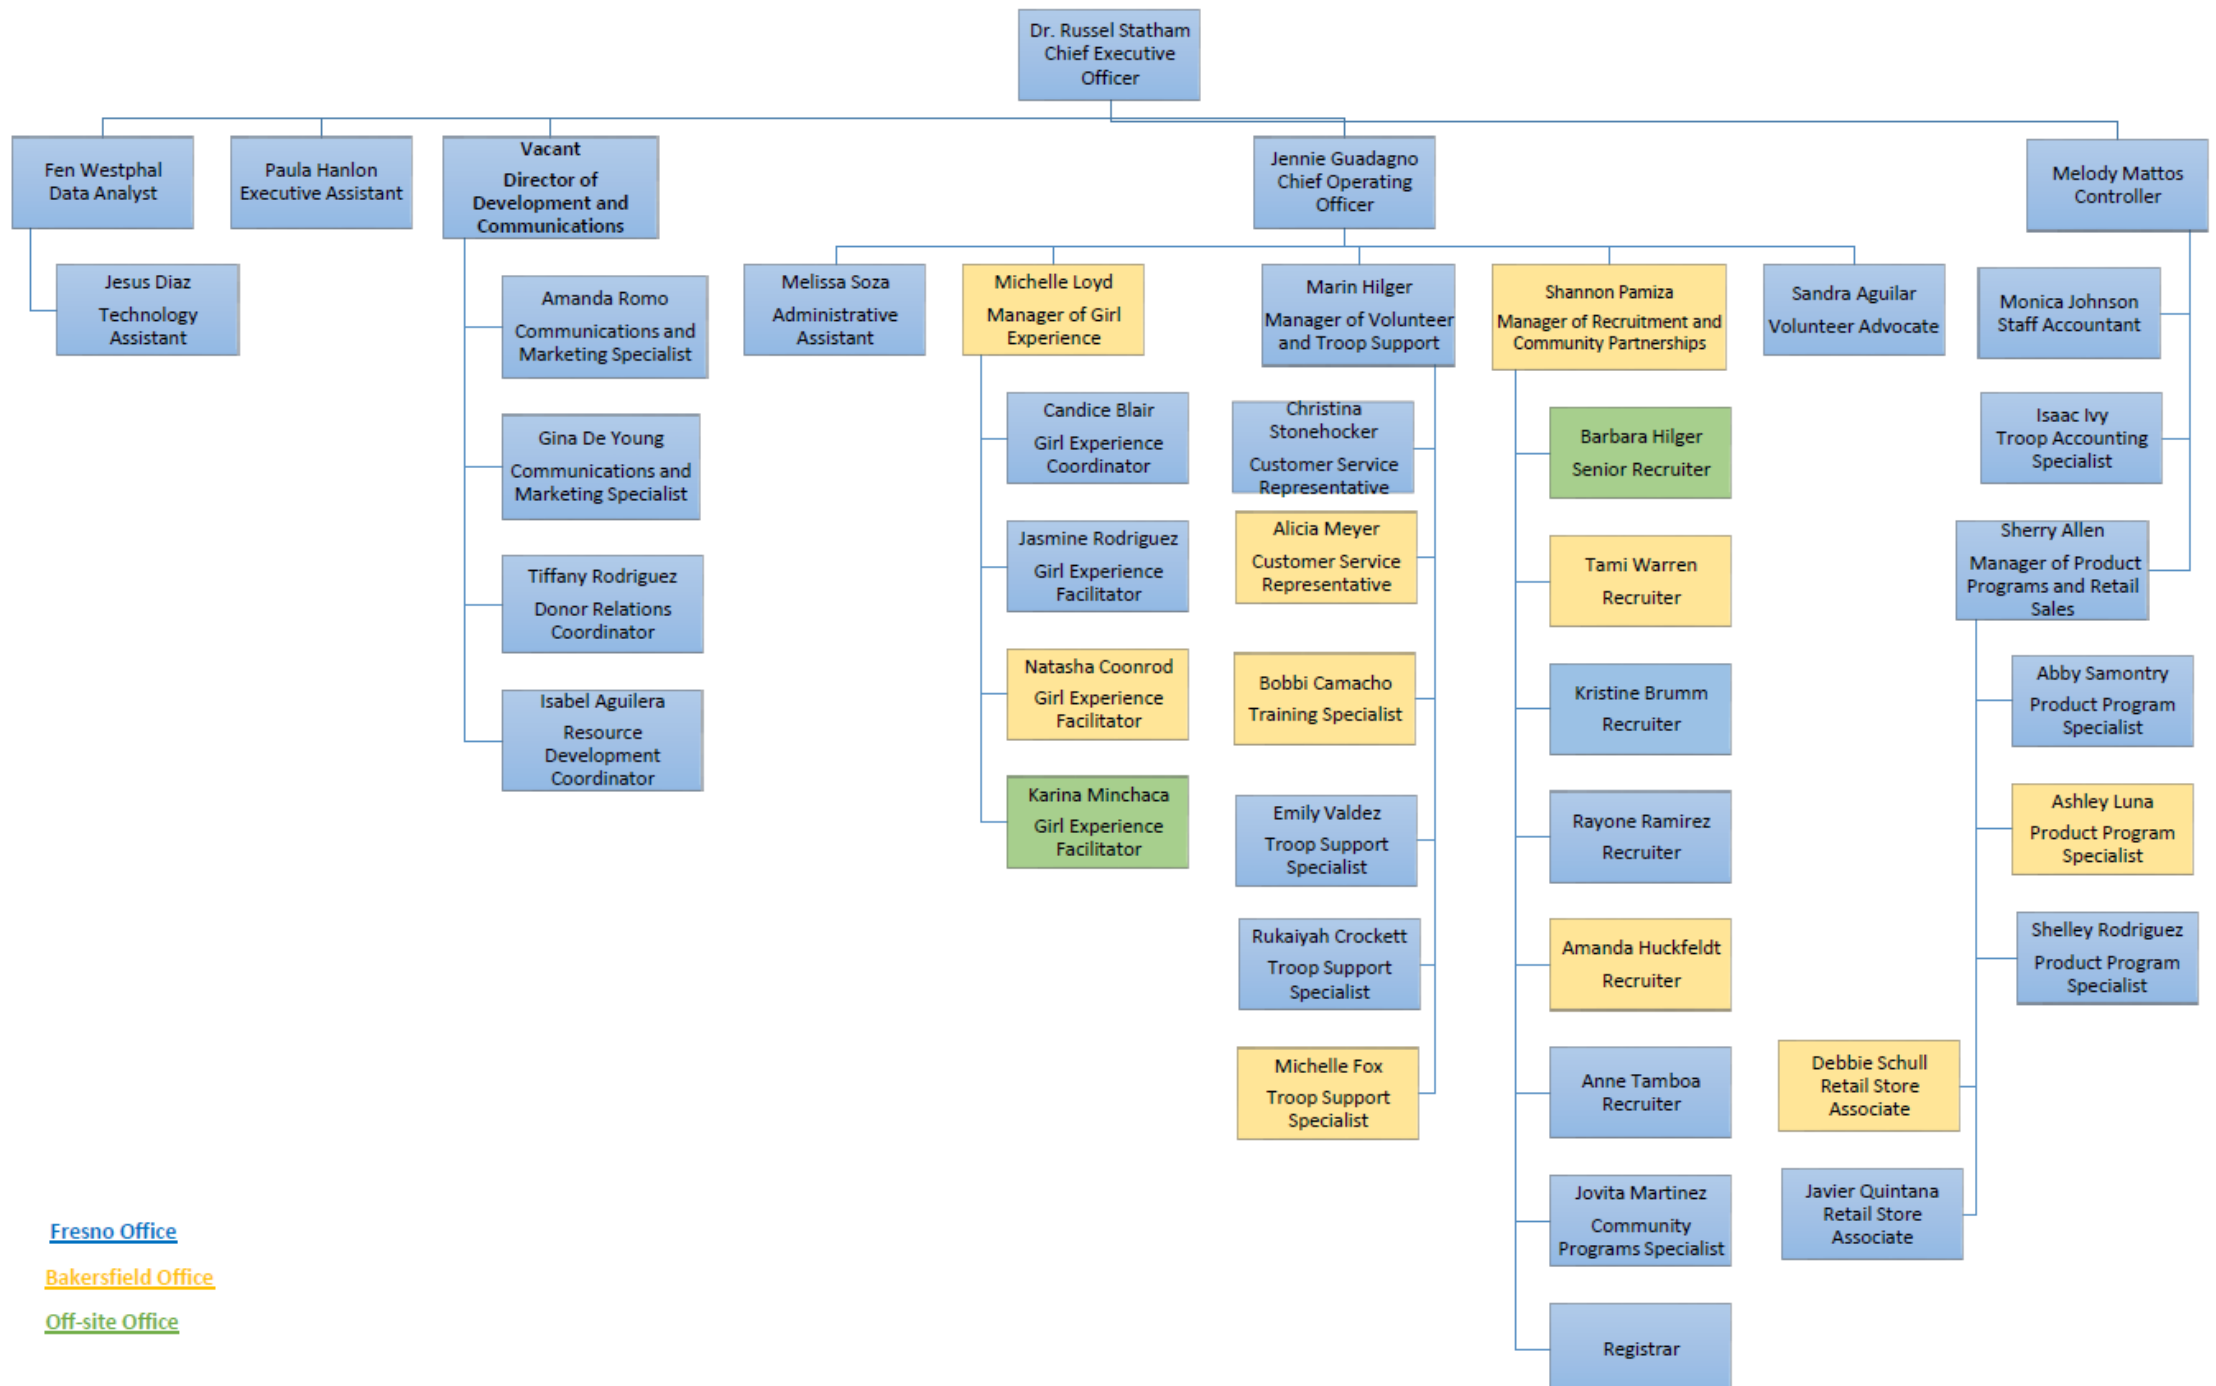 Dr. Russel Statham
Chief Executive
Officer
Fen Westphal
Data Analyst
Paula Hanlon
Executive Assistant
Vacant
Director of
Development and
Communications
Jennie Guadagno
Chief Operating
Officer
Melody Mattos
Controller
Jesus Diaz
Technology
Assistant
Amanda Romo
Communications and
Marketing Specialist
Gina De Young
Communications and
Marketing Specialist
Tiffany Rodriguez
Donor Relations
Coordinator
Isabel Aguilera
Resource
Development
Coordinator
Melissa Soza
Administrative
Assistant
Michelle Loyd
Manager of Girl
Experience
Candice Blair
Girl Experience
Coordinator
Jasmine Rodriguez
Girl Experience
Facilitator
Natasha Coonrod
Girl Experience
Facilitator
Karina Minchaca
Girl Experience
Facilitator
Marin Hilger
Manager of Volunteer
and Troop Support
Christina
Stonehocker
Customer Service
Representative
Alicia Meyer
Customer Service
Representative
Bobbi Camacho
Training Specialist
Emily Valdez
Troop Support
Specialist
Rukaiyah Crockett
Troop Support
Specialist
Michelle Fox
Troop Support
Specialist
Shannon Pamiza
Manager of Recruitment and
Community Partnerships
Barbara Hilger
Senior Recruiter
Tami Warren
Recruiter
Kristine Brumm
Recruiter
Rayone Ramirez
Recruiter
Amanda Huckfeldt
Recruiter
Anne Tamboa
Recruiter
Jovita Martinez
Community
Programs Specialist
Registrar
Sandra Aguilar
Volunteer Advocate
Monica Johnson
Staff Accountant
Isaac Ivy
Troop Accounting
Specialist
Sherry Allen
Manager of Product
Programs and Retail
Sales
Abby Samontry
Product Program
Specialist
Ashley Luna
Product Program
Specialist
Shelley Rodriguez
Product Program
Specialist
Debbie Schull
Retail Store
Associate
Javier Quintana
Retail Store
Associate
Fresno Office
Bakersfield Office
Off-site Office